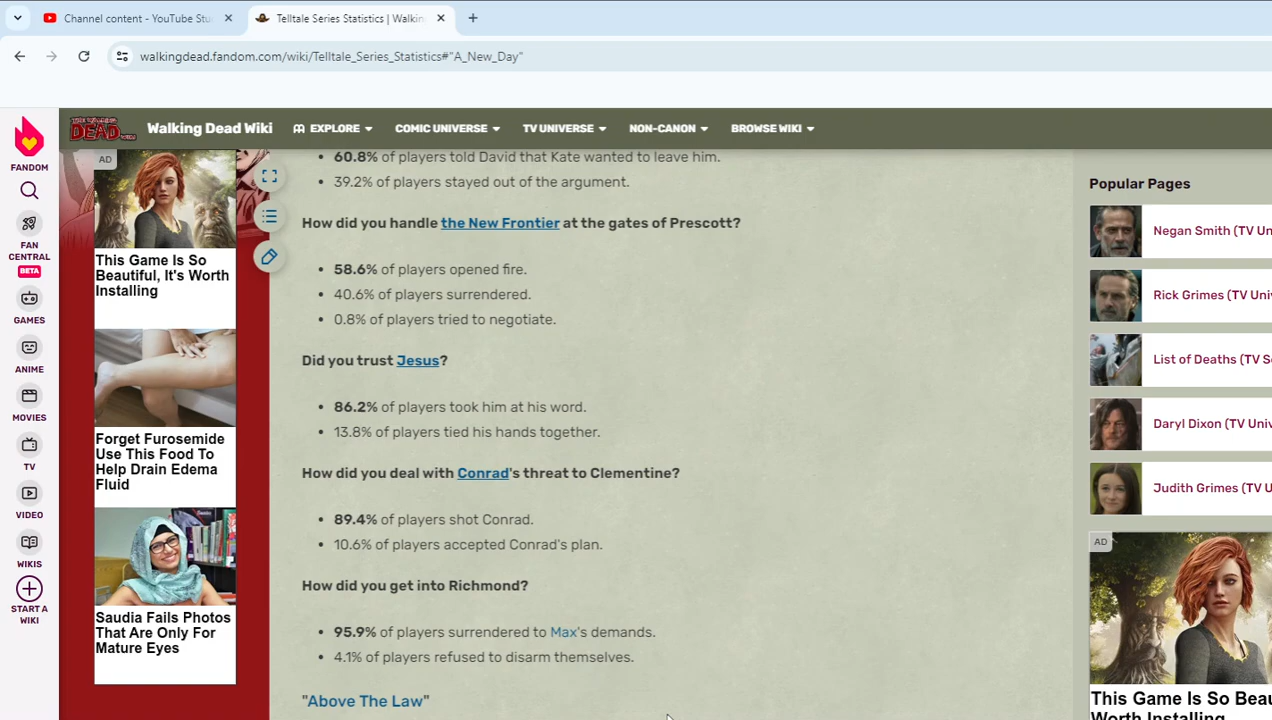 Channel content - YouTube Stu
Telltale Series Statistics | Walkin
walkingdead.fandom.com/wiki/Telltale_Series_Statistics#"A_New_Day"
THE WALKING DEAD
Walking Dead Wiki
EXPLORE
COMIC UNIVERSE
TV UNIVERSE
NON-CANON
BROWSE WIKI
FANDOM
FAN CENTRAL
BETA
GAMES
ANIME
MOVIES
TV
VIDEO
WIKIS
START A WIKI
AD
This Game Is So
Beautiful, It's Worth
Installing
Forget Furosemide
Use This Food To
Help Drain Edema
Fluid
Saudia Fails Photos
That Are Only For
Mature Eyes
60.8% of players told David that Kate wanted to leave him.
39.2% of players stayed out of the argument.
How did you handle the New Frontier at the gates of Prescott?
58.6% of players opened fire.
40.6% of players surrendered.
0.8% of players tried to negotiate.
Did you trust Jesus?
86.2% of players took him at his word.
13.8% of players tied his hands together.
How did you deal with Conrad's threat to Clementine?
89.4% of players shot Conrad.
10.6% of players accepted Conrad's plan.
How did you get into Richmond?
95.9% of players surrendered to Max's demands.
4.1% of players refused to disarm themselves.
"Above The Law"
Popular Pages
Negan Smith (TV Un
Rick Grimes (TV Univ
List of Deaths (TV Se
Daryl Dixon (TV Univ
Judith Grimes (TV U
AD
This Game Is So Beau
Worth Installing